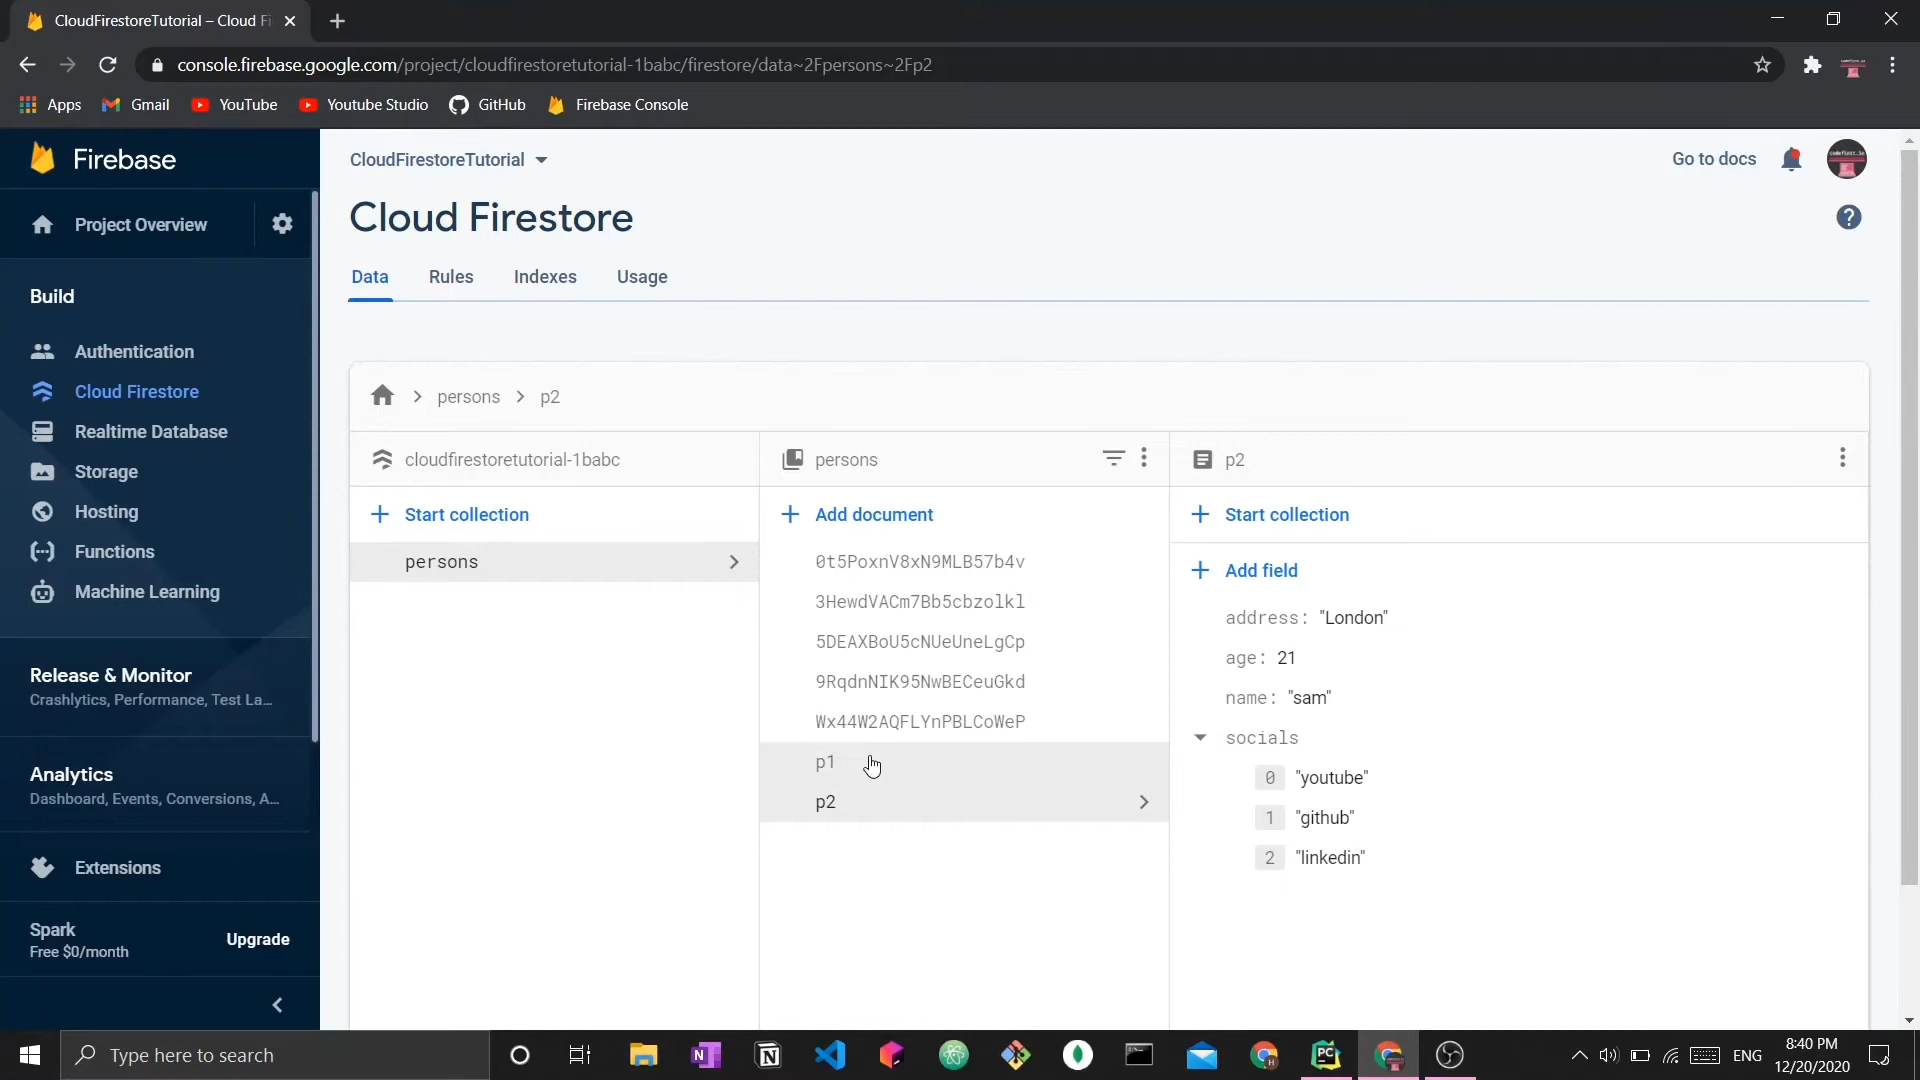 CloudFirestoreTutorial – Cloud Fi
console.firebase.google.com/project/cloudfirestoretutorial-1babc/firestore/data~2Fpersons~2Fp2
Apps Gmail YouTube Youtube Studio GitHub Firebase Console
Firebase
Project Overview
Build
Authentication
Cloud Firestore
Realtime Database
Storage
Hosting
Functions
Machine Learning
Release & Monitor
Crashlytics, Performance, Test La...
Analytics
Dashboard, Events, Conversions, A...
Extensions
Spark
Free $0/month
Upgrade
CloudFirestoreTutorial
Go to docs
Cloud Firestore
Data Rules Indexes Usage
persons p2
cloudfirestoretutorial-1babc
Start collection
persons
persons
Add document
0t5PoxnV8xN9MLB57b4v
3HewdVACm7Bb5cbzolkl
5DEAXBoU5cNUeUneLgCp
9RqdnNIK95NwBECeuGkd
Wx44W2AQFLYnPBLCoWeP
p1
p2
p2
Start collection
Add field
address: "London"
age: 21
name: "sam"
socials
0 "youtube"
1 "github"
2 "linkedin"
Type here to search
ENG
8:40 PM
12/20/2020